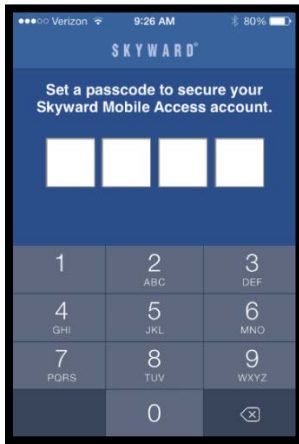 Verizon 9:26 AM 80%
SKYWARD®
Set a passcode to secure your
Skyward Mobile Access account.
1 2 3
ABC DEF
4 5 6
GHI JKL MNO
7 8 9
PQRS TUV WXYZ
0